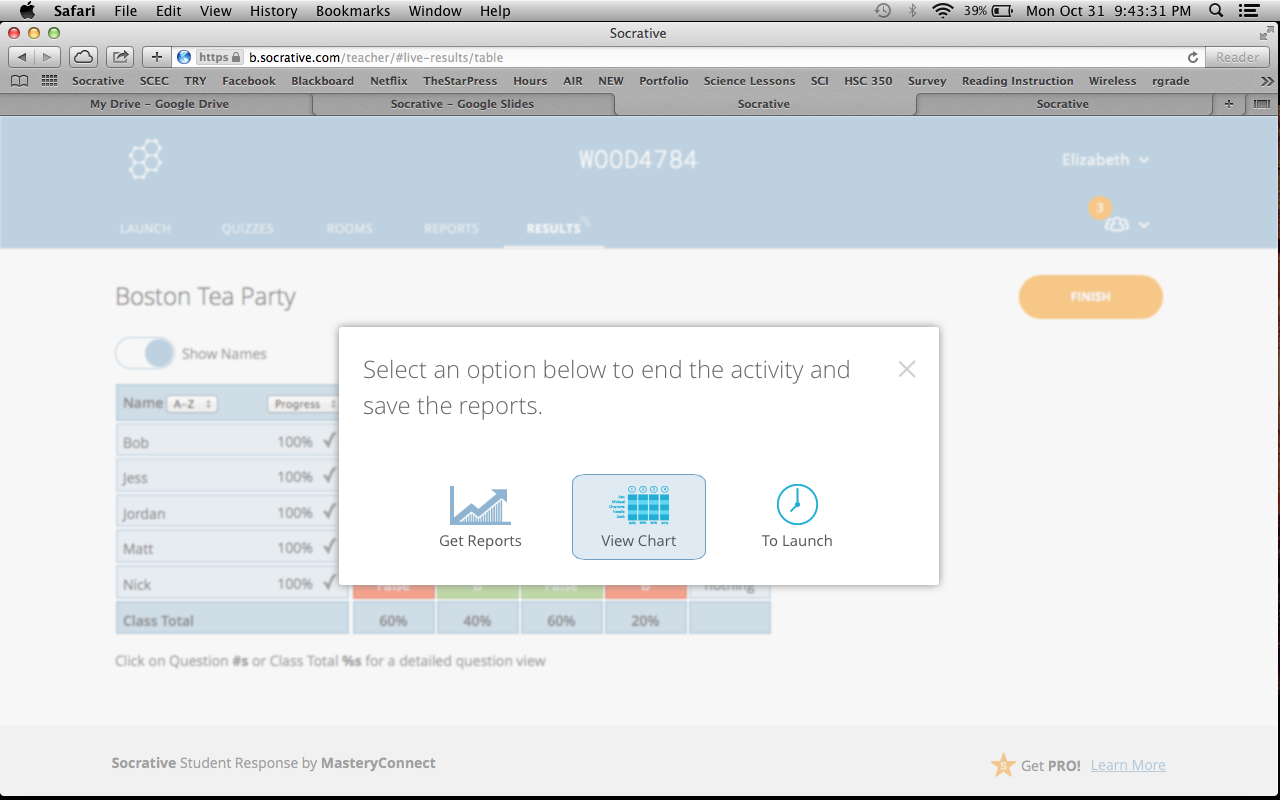 Safari File Edit View History Bookmarks Window Help 39% Mon Oct 31 9:43:31 PM
Socrative
https b.socrative.com/teacher/#live-results/table Reader
Socrative SCEC TRY Facebook Blackboard Netflix TheStarPress Hours AIR NEW Portfolio Science Lessons SCI HSC 350 Survey Reading Instruction Wireless rgrade
My Drive – Google Drive Socrative – Google Slides Socrative Socrative
WOOD4784 Elizabeth
3
LAUNCH QUIZZES ROOMS REPORTS RESULTS
Boston Tea Party FINISH
Show Names
Select an option below to end the activity and
save the reports.
Name A–Z Progress
Bob 100%
Jess 100%
Jordan 100%
Matt 100%
Nick 100% False B False B nothing
Get Reports View Chart To Launch
Class Total 60% 40% 60% 20%
Click on Question #s or Class Total %s for a detailed question view
Socrative Student Response by MasteryConnect Get PRO! Learn More